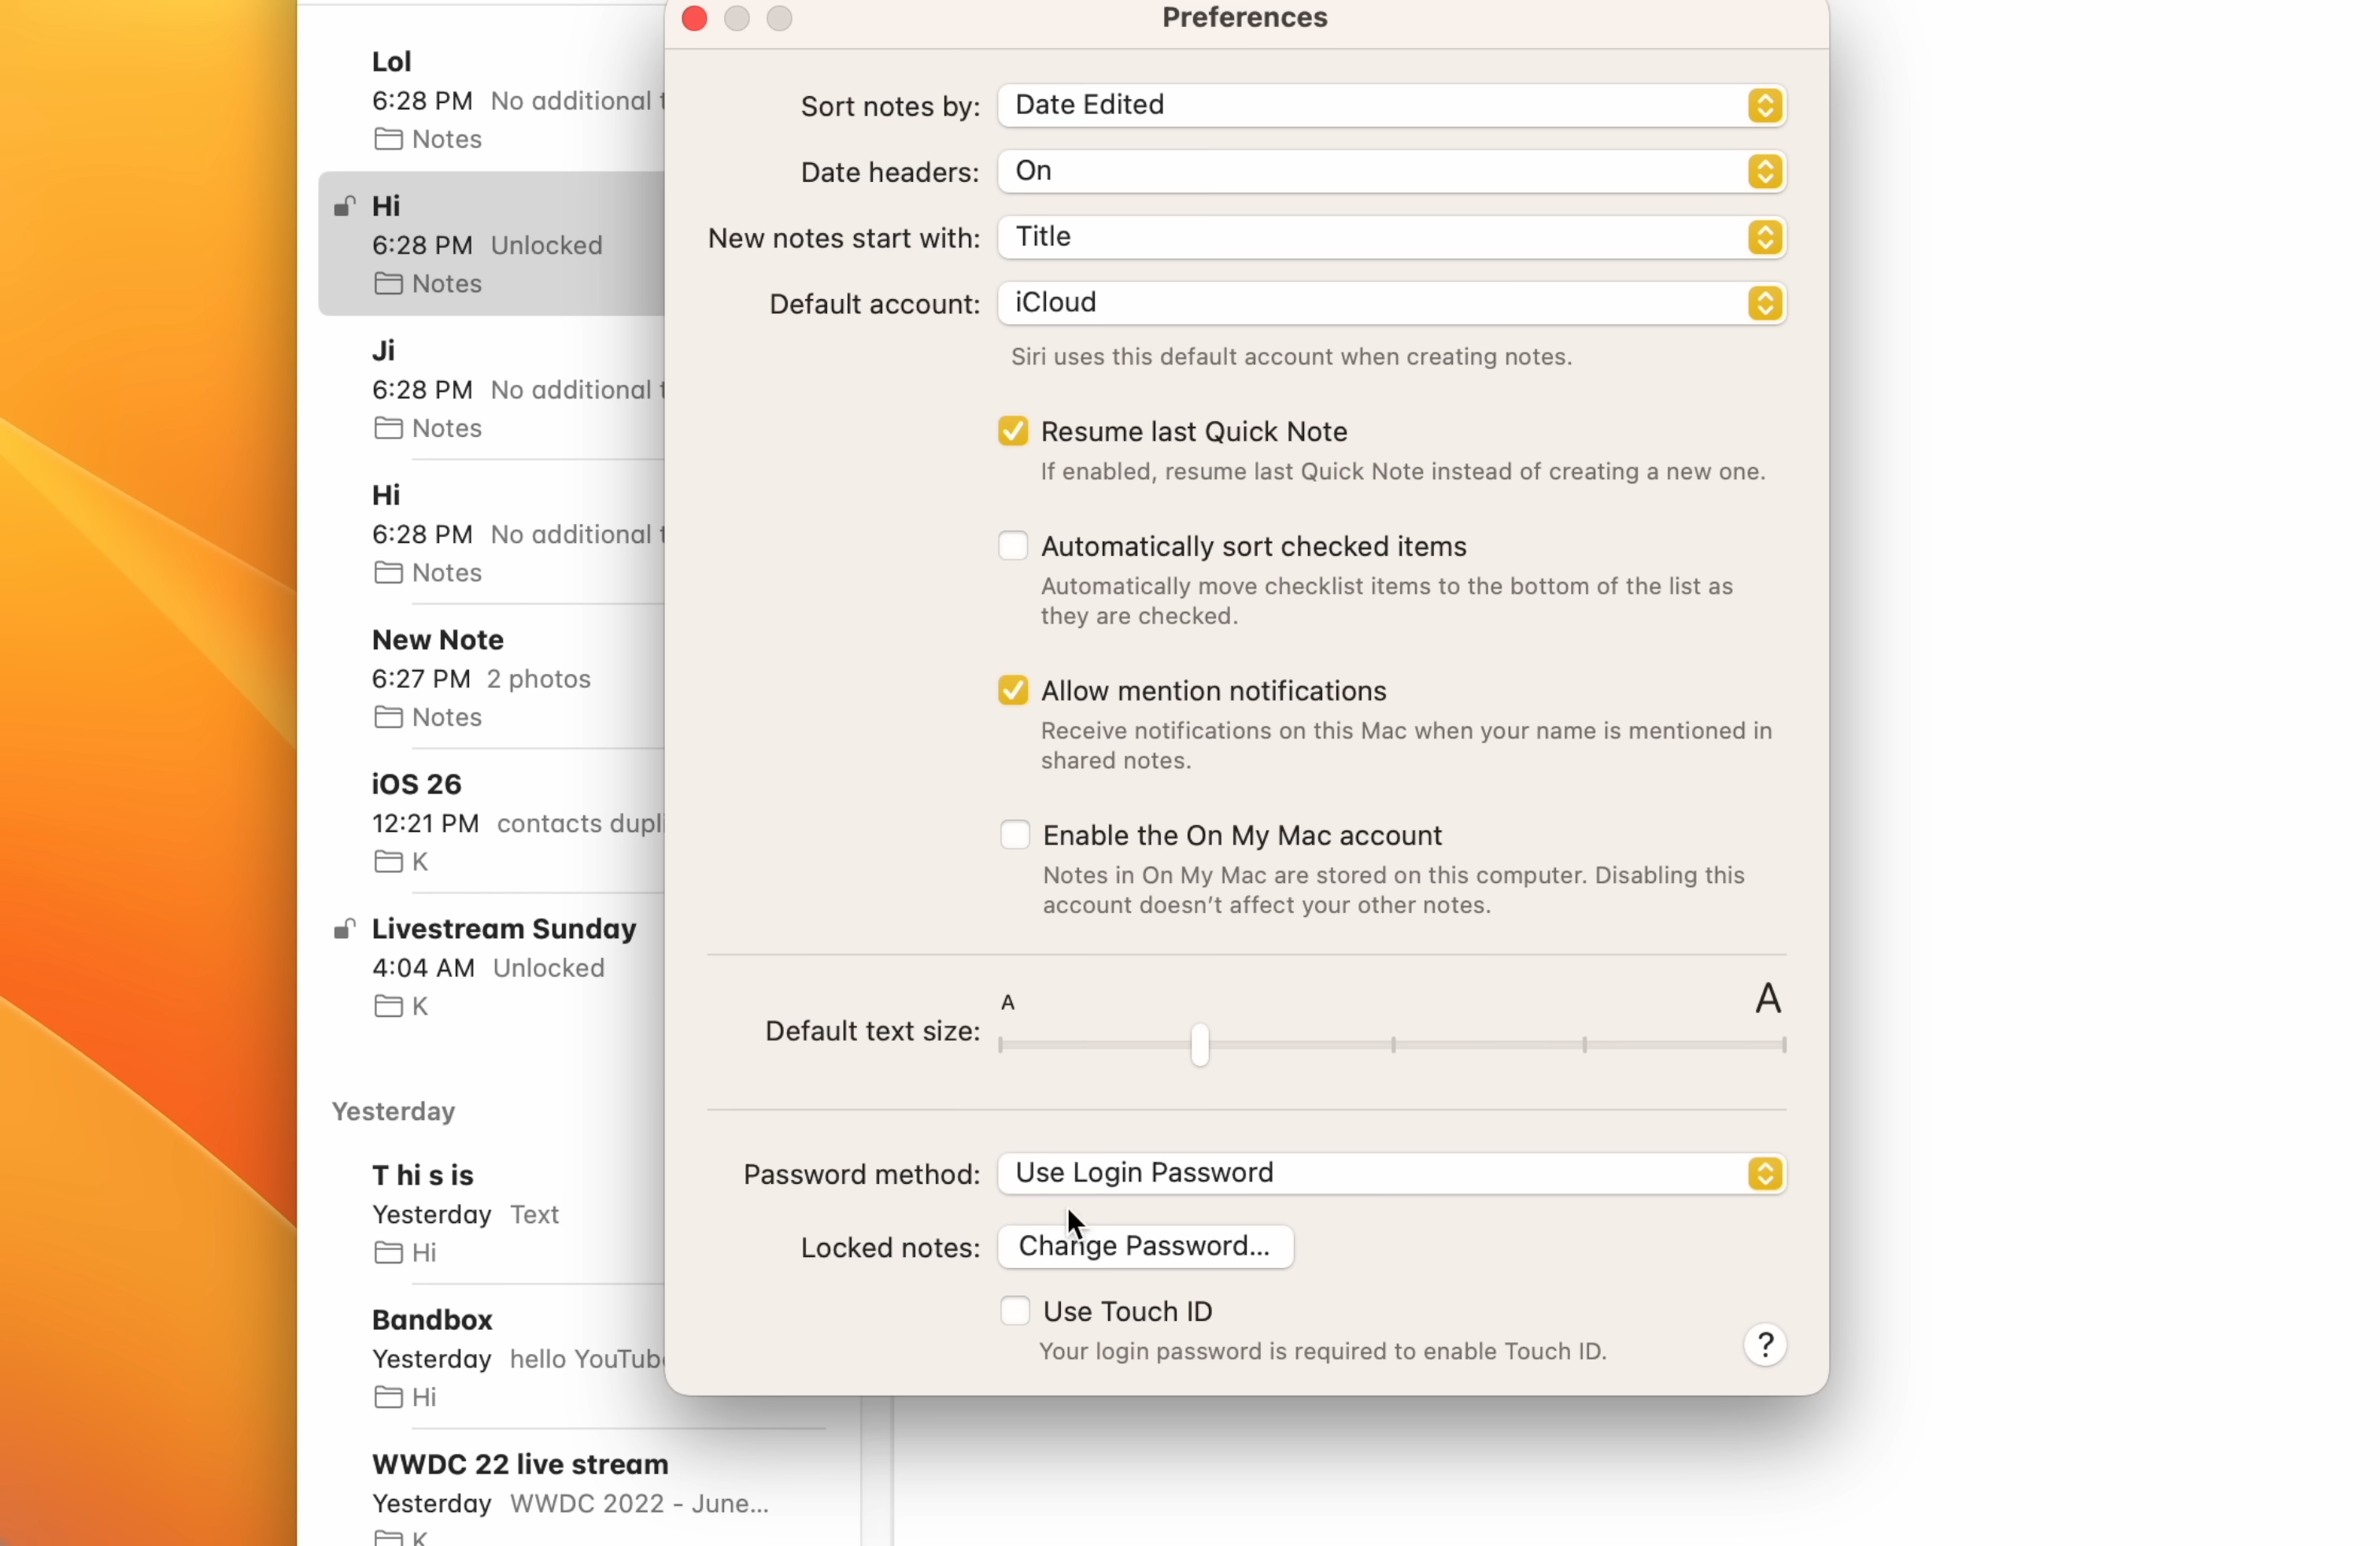 Lol
6:28 PM No additional
Notes
Hi
6:28 PM Unlocked
Notes
Ji
6:28 PM No additional
Notes
Hi
6:28 PM No additional
Notes
New Note
6:27 PM 2 photos
Notes
iOS 26
12:21 PM contacts dupli
K
Livestream Sunday
4:04 AM Unlocked
K
Yesterday
T hi s is
Yesterday Text
Hi
Bandbox
Yesterday hello YouTub
Hi
WWDC 22 live stream
Yesterday WWDC 2022 - June...
K
Preferences
Sort notes by: Date Edited
Date headers: On
New notes start with: Title
Default account: iCloud
Siri uses this default account when creating notes.
Resume last Quick Note
If enabled, resume last Quick Note instead of creating a new one.
Automatically sort checked items
Automatically move checklist items to the bottom of the list as
they are checked.
Allow mention notifications
Receive notifications on this Mac when your name is mentioned in
shared notes.
Enable the On My Mac account
Notes in On My Mac are stored on this computer. Disabling this
account doesn't affect your other notes.
A A
Default text size:
Password method: Use Login Password
Locked notes: Change Password...
Use Touch ID
Your login password is required to enable Touch ID.
?